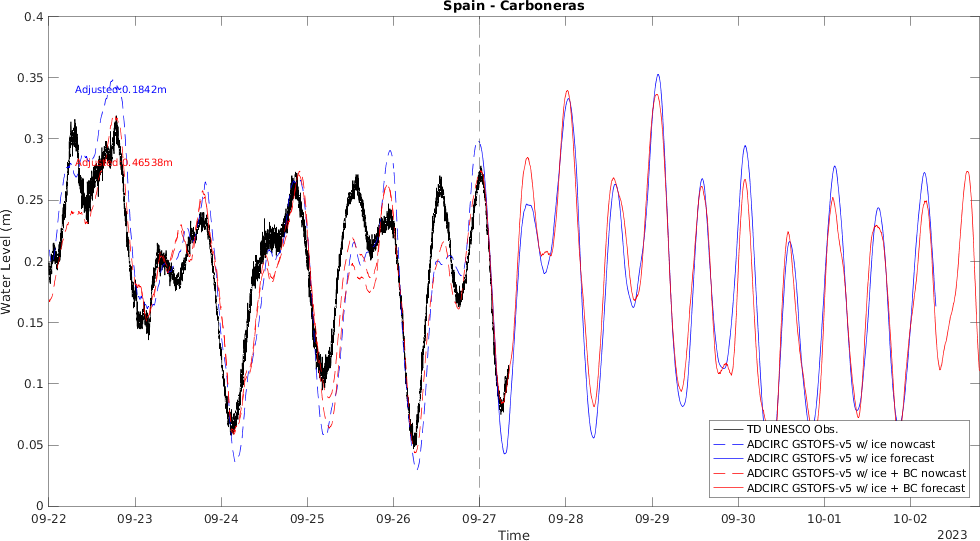 Spain - Carboneras
0.4
0.35
0.3
0.25
0.2
0.15
0.1
0.05
0
Water Level (m)
Adjusted:0.1842m
Adjusted:0.46538m
TD UNESCO Obs.
ADCIRC GSTOFS-v5 w/ ice nowcast
ADCIRC GSTOFS-v5 w/ ice forecast
ADCIRC GSTOFS-v5 w/ ice + BC nowcast
ADCIRC GSTOFS-v5 w/ ice + BC forecast
09-22 09-23 09-24 09-25 09-26 09-27 09-28 09-29 09-30 10-01 10-02
Time
2023